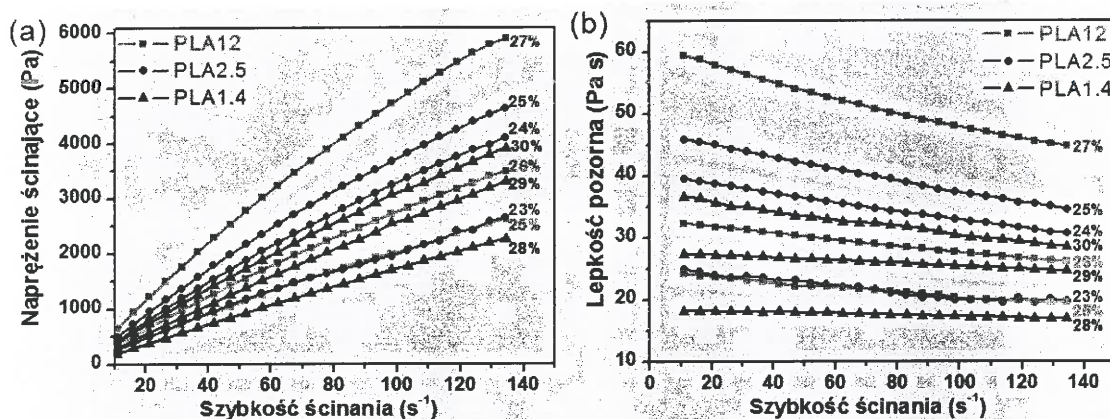 (a)
Naprężenie ścinające (Pa)
6000
5000
4000
3000
2000
1000
0
PLA12
PLA2.5
PLA1.4
27%
25%
24%
30%
26%
29%
23%
25%
28%
20 40 60 80 100 120 140
Szybkość ścinania (s⁻¹)
(b)
Lepkość pozorna (Pa s)
60
50
40
30
20
10
PLA12
PLA2.5
PLA1.4
27%
25%
24%
30%
29%
23%
28%
0 20 40 60 80 100 120 140
Szybkość ścinania (s⁻¹)